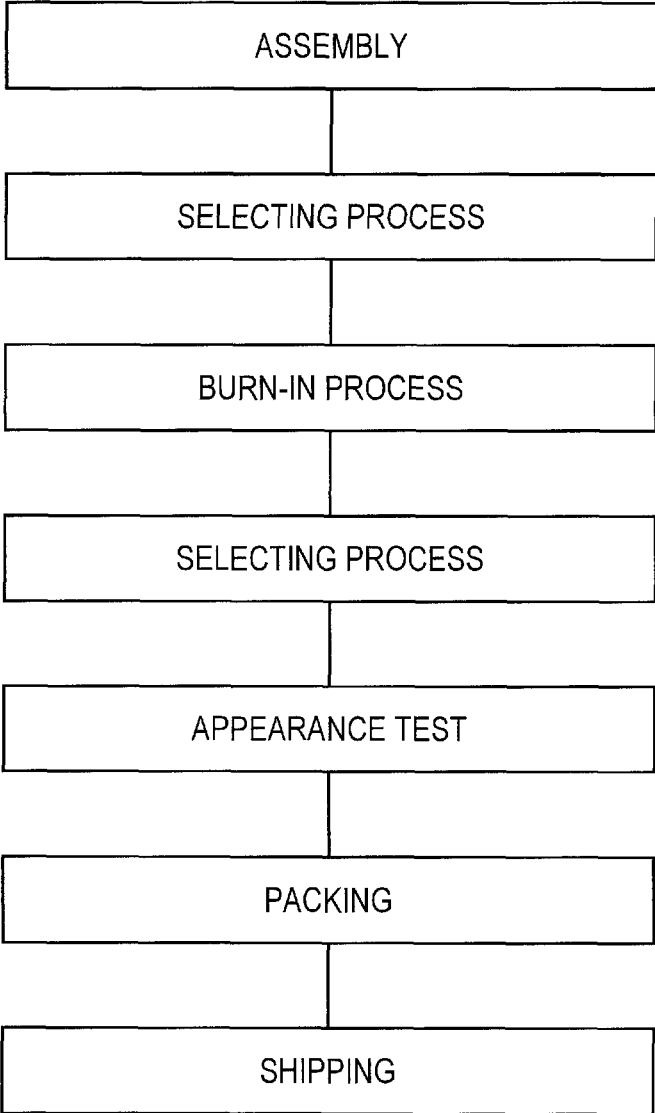 ASSEMBLY
SELECTING PROCESS
BURN-IN PROCESS
SELECTING PROCESS
APPEARANCE TEST
PACKING
SHIPPING